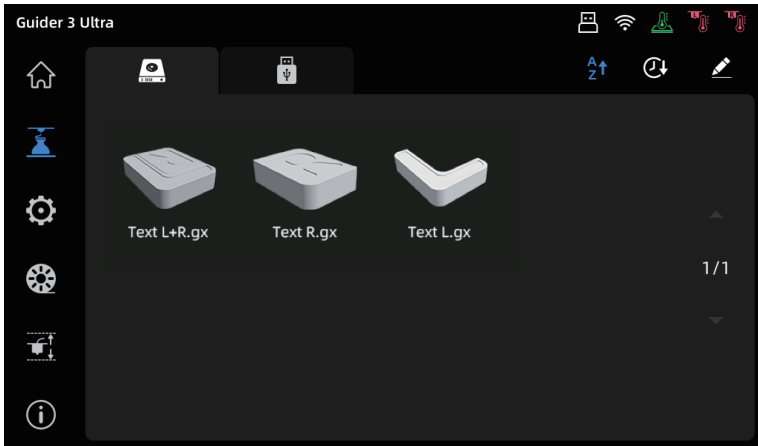 Guider 3 Ultra
L
R
A
Z
Text L+R.gx
Text R.gx
Text L.gx
1/1